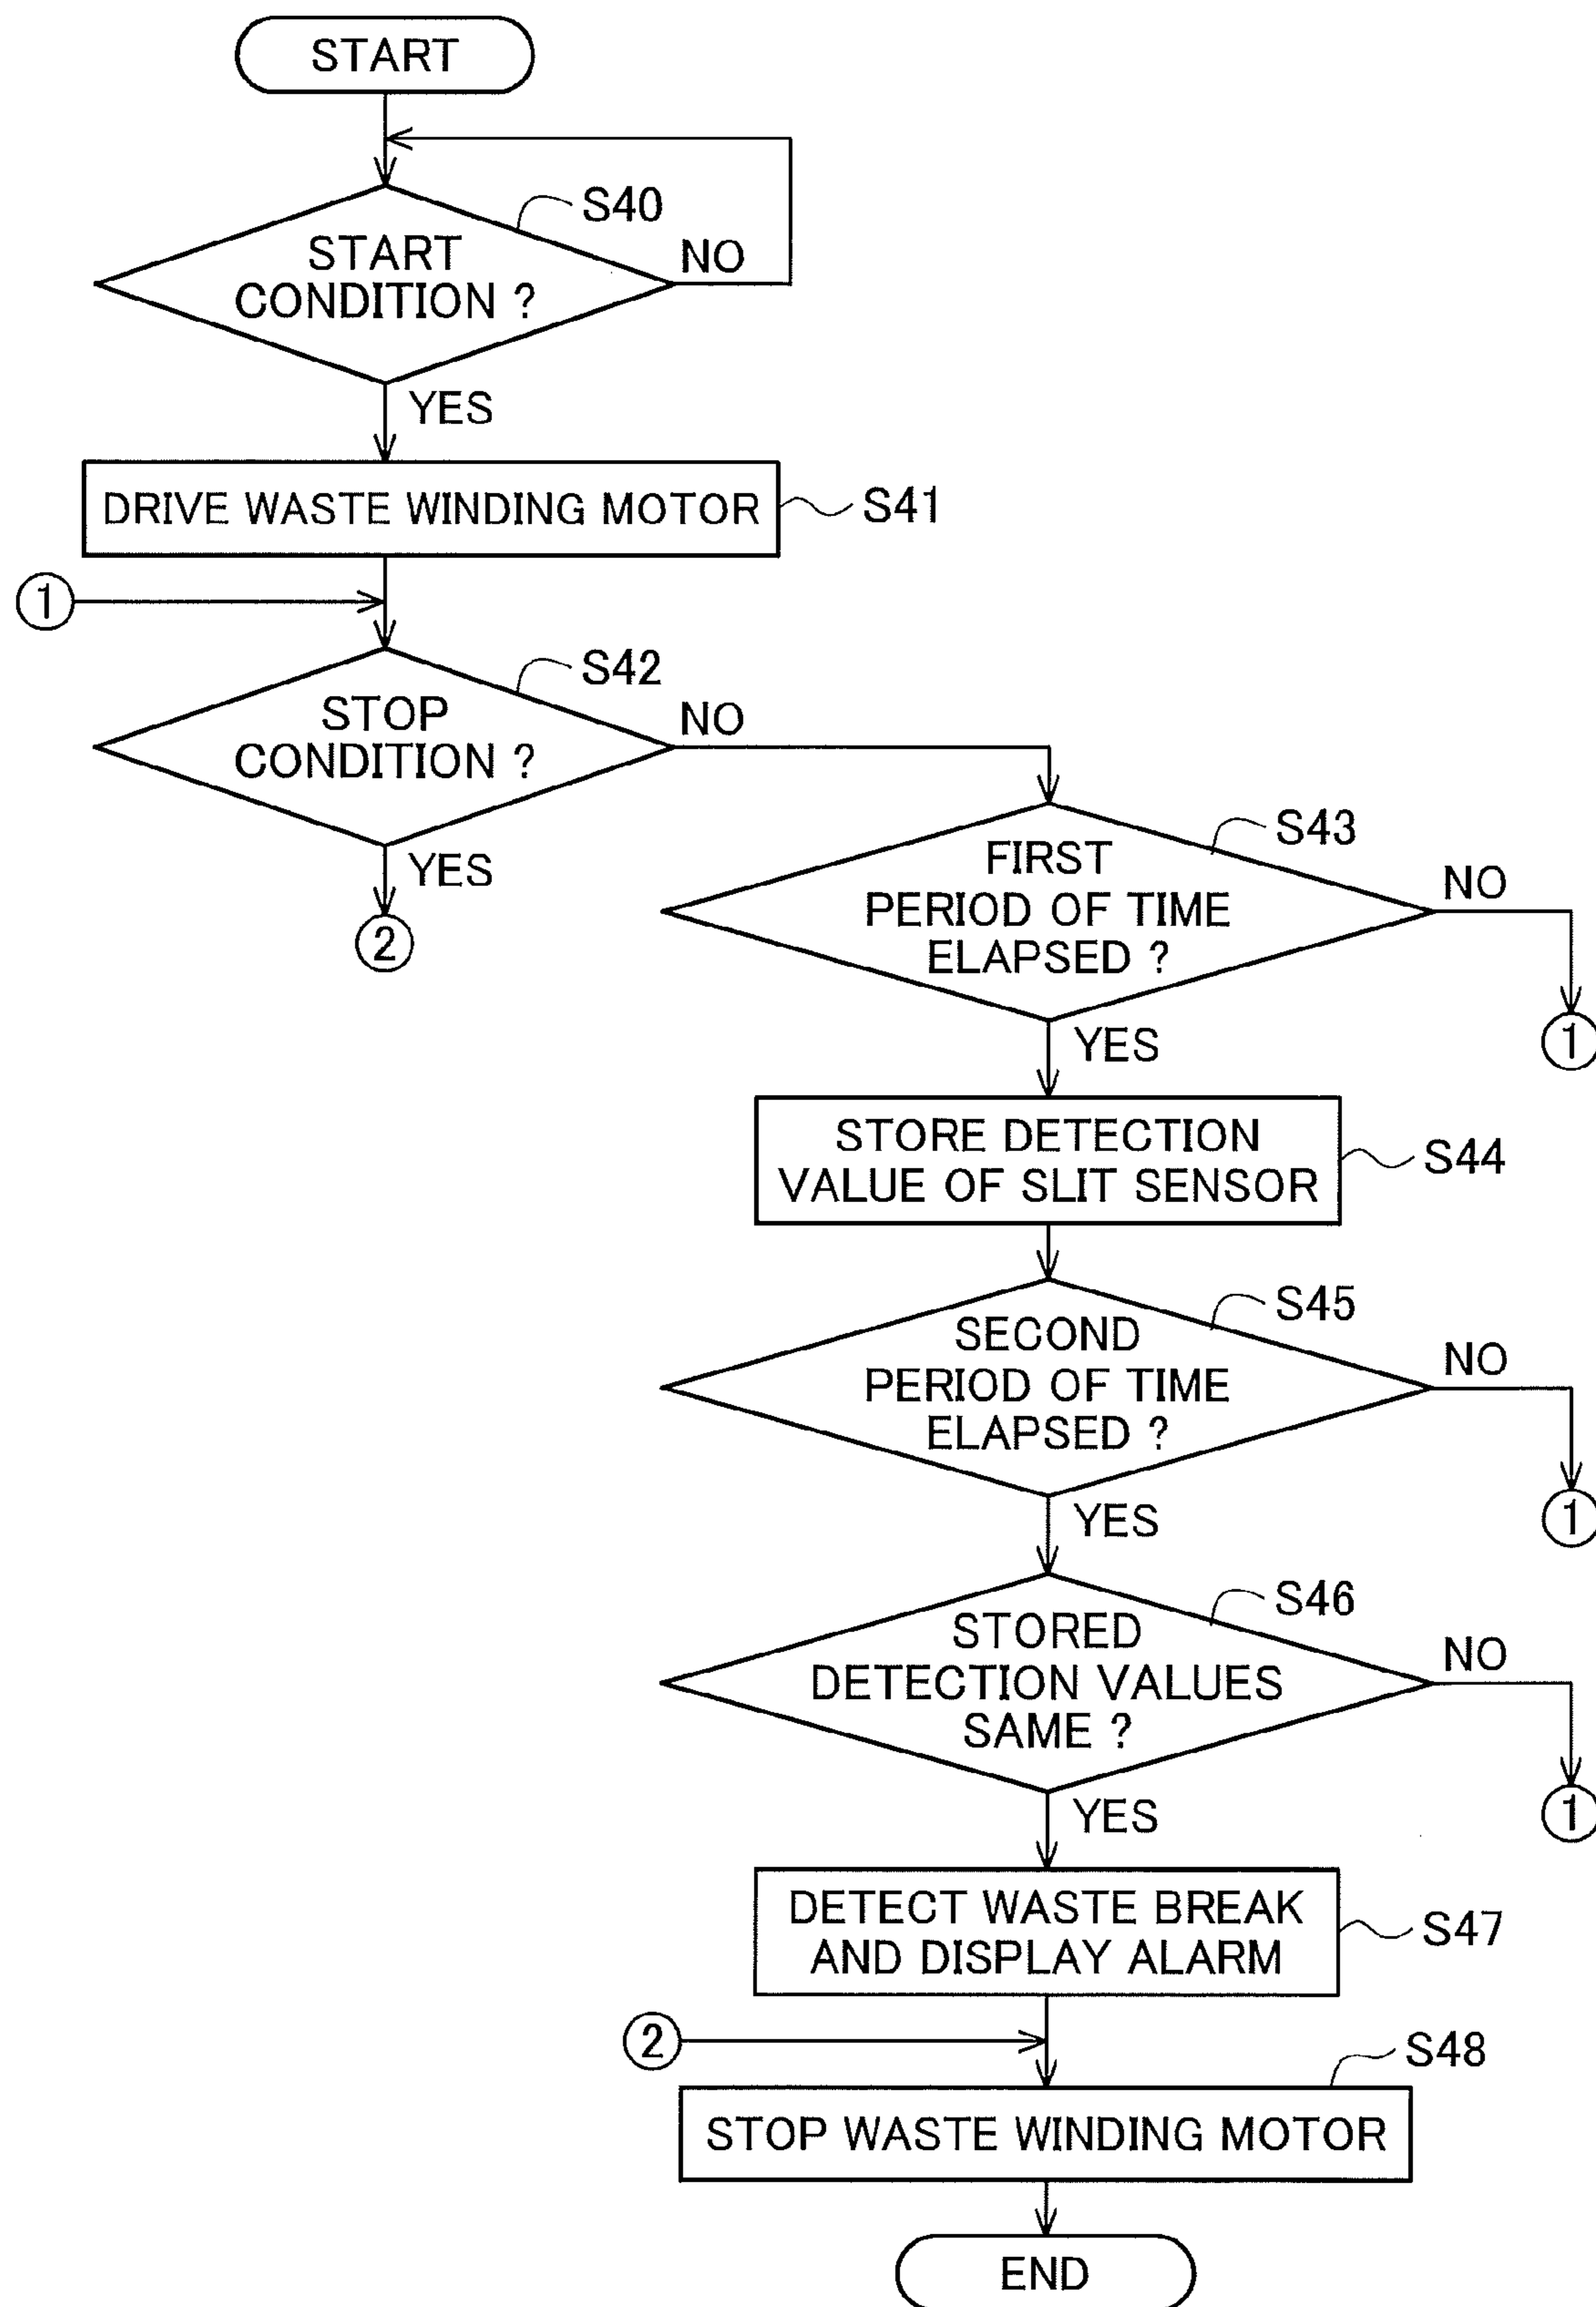 START
S40
START
CONDITION ?
NO
YES
DRIVE WASTE WINDING MOTOR
S41
1
S42
STOP
CONDITION ?
NO
YES
2
S43
FIRST
PERIOD OF TIME
ELAPSED ?
NO
1
YES
STORE DETECTION
VALUE OF SLIT SENSOR
S44
S45
SECOND
PERIOD OF TIME
ELAPSED ?
NO
1
YES
S46
STORED
DETECTION VALUES
SAME ?
NO
1
YES
DETECT WASTE BREAK
AND DISPLAY ALARM
S47
2
S48
STOP WASTE WINDING MOTOR
END